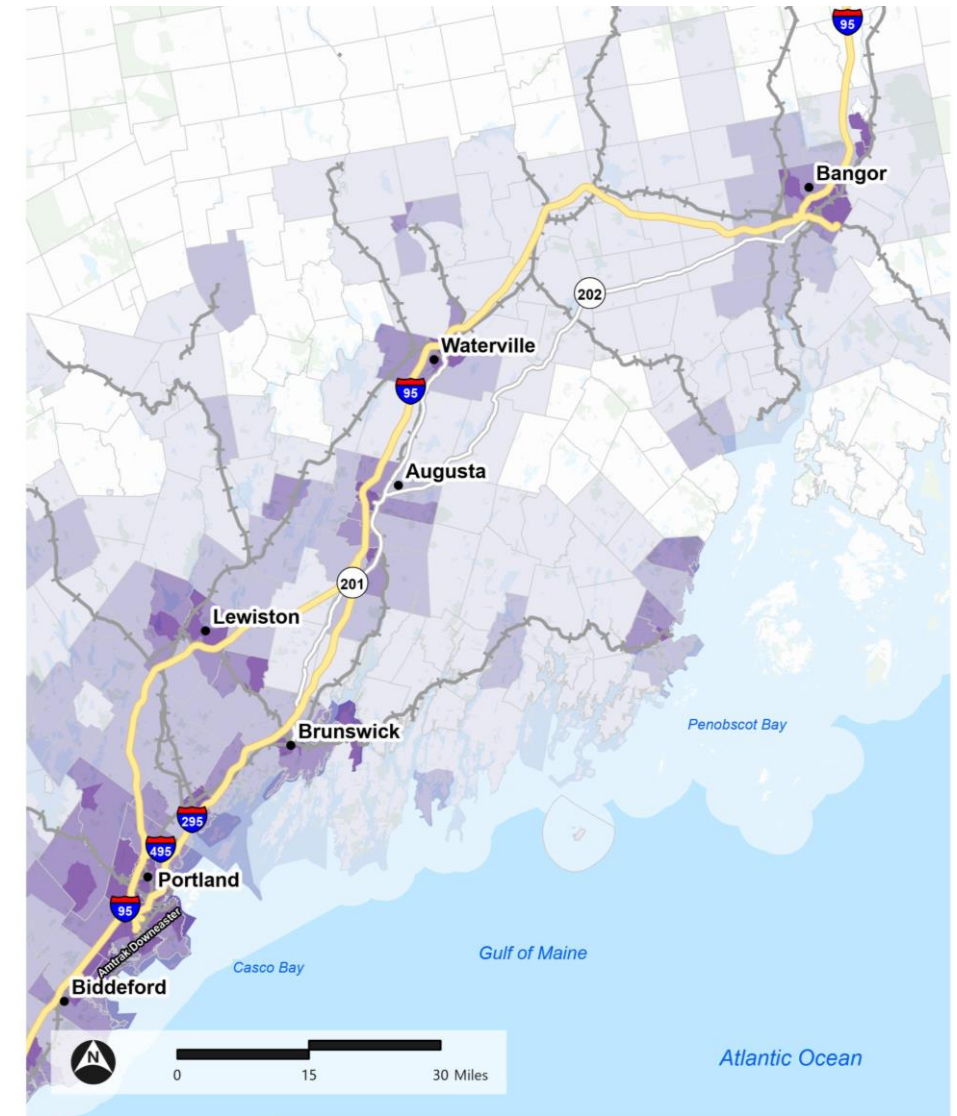 95
Bangor
202
Waterville
95
Augusta
201
Lewiston
Brunswick
Penobscot Bay
295
495
Portland
95
Amtrak Downeaster
Gulf of Maine
Casco Bay
Biddeford
N
0 15 30 Miles
Atlantic Ocean